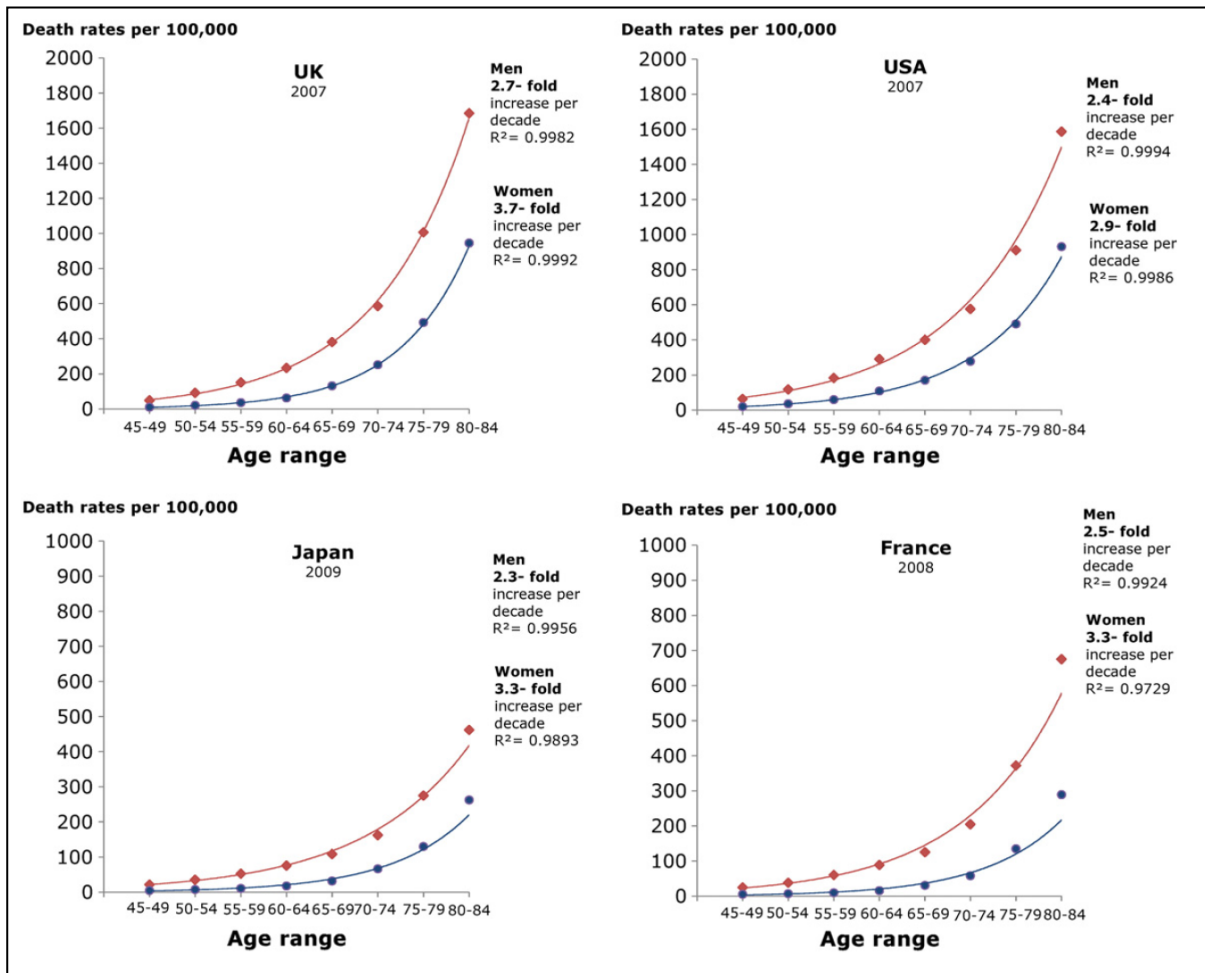 Death rates per 100,000
UK
2007
2000
1800
1600
1400
1200
1000
800
600
400
200
0
45-49 50-54 55-59 60-64 65-69 70-74 75-79 80-84
Age range
Men
2.7- fold
increase per
decade
R²= 0.9982
Women
3.7- fold
increase per
decade
R²= 0.9992
Death rates per 100,000
USA
2007
2000
1800
1600
1400
1200
1000
800
600
400
200
0
45-49 50-54 55-59 60-64 65-69 70-74 75-79 80-84
Age range
Men
2.4- fold
increase per
decade
R²= 0.9994
Women
2.9- fold
increase per
decade
R²= 0.9986
Death rates per 100,000
Japan
2009
1000
900
800
700
600
500
400
300
200
100
0
45-49 50-54 55-59 60-64 65-69 70-74 75-79 80-84
Age range
Men
2.3- fold
increase per
decade
R²= 0.9956
Women
3.3- fold
increase per
decade
R²= 0.9893
Death rates per 100,000
France
2008
1000
900
800
700
600
500
400
300
200
100
0
45-49 50-54 55-59 60-64 65-69 70-74 75-79 80-84
Age range
Men
2.5- fold
increase per
decade
R²= 0.9924
Women
3.3- fold
increase per
decade
R²= 0.9729